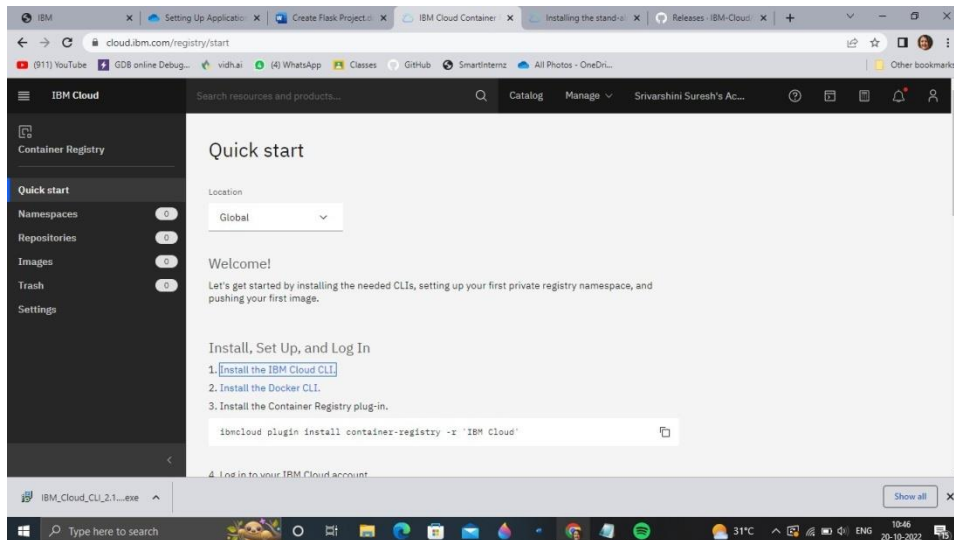 IBM
Setting Up Applicatio
Create Flask Project.d
IBM Cloud Container
Installing the stand-al
Releases · IBM-Cloud/
cloud.ibm.com/registry/start
(911) YouTube
GDB online Debug...
vidh.ai
(4) WhatsApp
Classes
GitHub
SmartInternz
All Photos - OneDri...
Other bookmarks
IBM Cloud
Search resources and products...
Catalog
Manage
Srivarshini Suresh's Ac...
Container Registry
Quick start
Namespaces 0
Repositories 0
Images 0
Trash 0
Settings
Quick start
Location
Global
Welcome!
Let's get started by installing the needed CLIs, setting up your first private registry namespace, and
pushing your first image.
Install, Set Up, and Log In
1. Install the IBM Cloud CLI.
2. Install the Docker CLI.
3. Install the Container Registry plug-in.
ibmcloud plugin install container-registry -r 'IBM Cloud'
4. Log in to your IBM Cloud account
IBM_Cloud_CLI_2.1....exe
Show all
Type here to search
31°C
ENG
10:46
20-10-2022
15